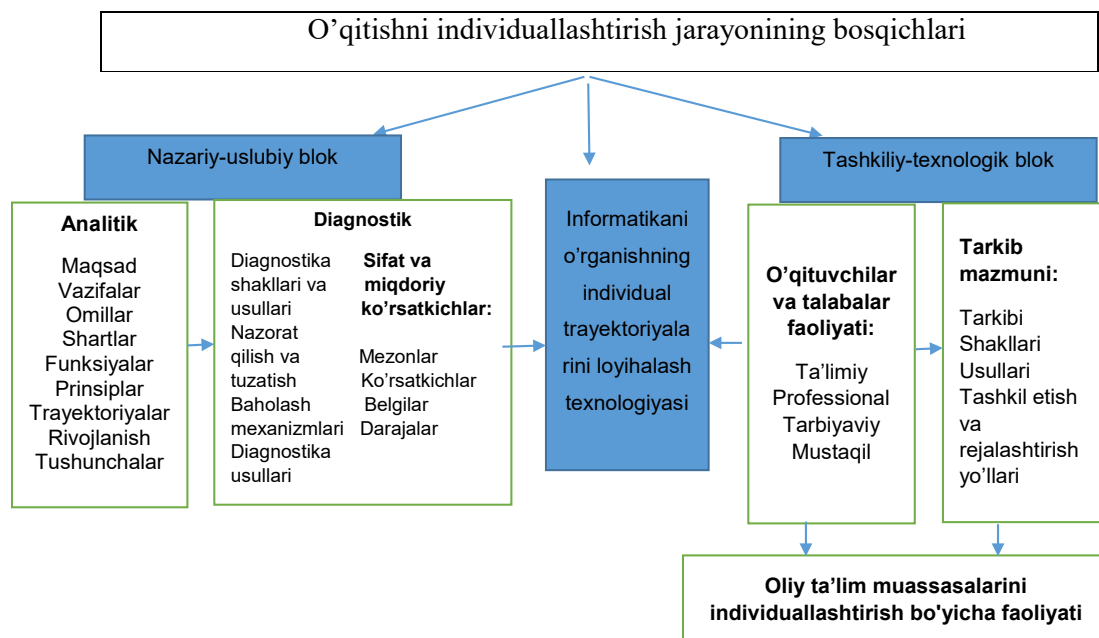 O’qitishni individuallashtirish jarayonining bosqichlari
Nazariy-uslubiy blok
Tashkiliy-texnologik blok
Analitik
Maqsad
Vazifalar
Omillar
Shartlar
Funksiyalar
Prinsiplar
Trayektoriyalar
Rivojlanish
Tushunchalar
Diagnostik
Diagnostika
shakllari va
usullari
Nazorat
qilish va
tuzatish
Baholash
mexanizmlari
Diagnostika
usullari
Sifat va
miqdoriy
ko’rsatkichlar:
Mezonlar
Ko’rsatkichlar
Belgilar
Darajalar
Informatikani
o’rganishning
individual
trayektoriyala
rini loyihalash
texnologiyasi
O’qituvchilar
va talabalar
faoliyati:
Ta’limiy
Professional
Tarbiyaviy
Mustaqil
Tarkib
mazmuni:
Tarkibi
Shakllari
Usullari
Tashkil etish
va
rejalashtirish
yo’llari
Oliy ta’lim muassasalarini
individuallashtirish bo'yicha faoliyati